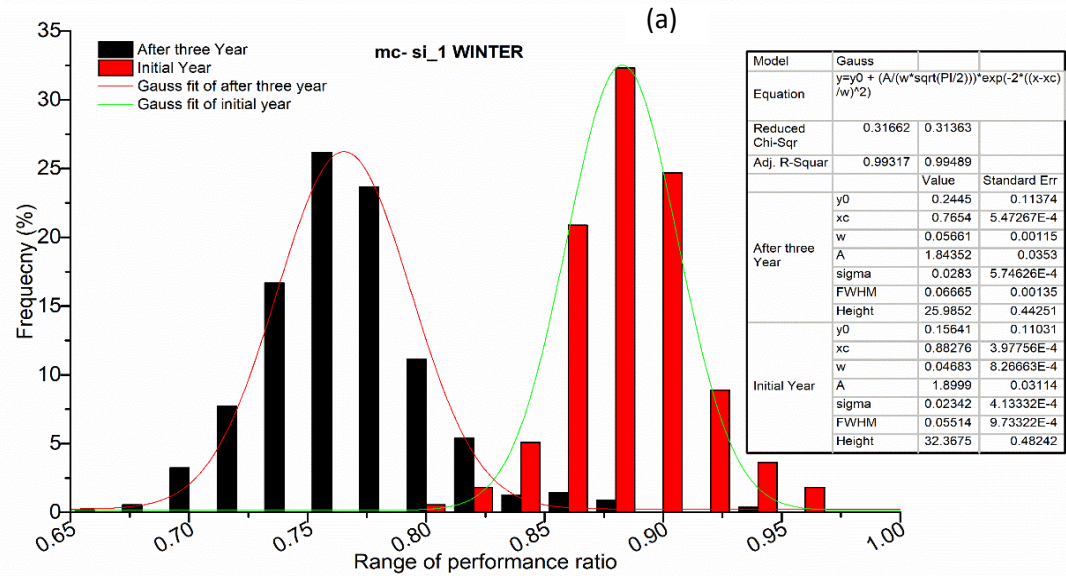 (a)
35
30
25
20
15
10
5
0
Frequecny (%)
After three Year
Initial Year
Gauss fit of after three year
Gauss fit of initial year
mc- si_1 WINTER
Model Gauss
Equation y=y0 + (A/(w*sqrt(PI/2)))*exp(-2*((x-xc)
/w)^2)
Reduced
Chi-Sqr 0.31662 0.31363
Adj. R-Squar 0.99317 0.99489
Value Standard Err
After three
Year
y0 0.2445 0.11374
xc 0.7654 5.47267E-4
w 0.05661 0.00115
A 1.84352 0.0353
sigma 0.0283 5.74626E-4
FWHM 0.06665 0.00135
Height 25.9852 0.44251
Initial Year
y0 0.15641 0.11031
xc 0.88276 3.97756E-4
w 0.04683 8.26663E-4
A 1.8999 0.03114
sigma 0.02342 4.13332E-4
FWHM 0.05514 9.73322E-4
Height 32.3675 0.48242
0.65 0.70 0.75 0.80 0.85 0.90 0.95 1.00
Range of performance ratio